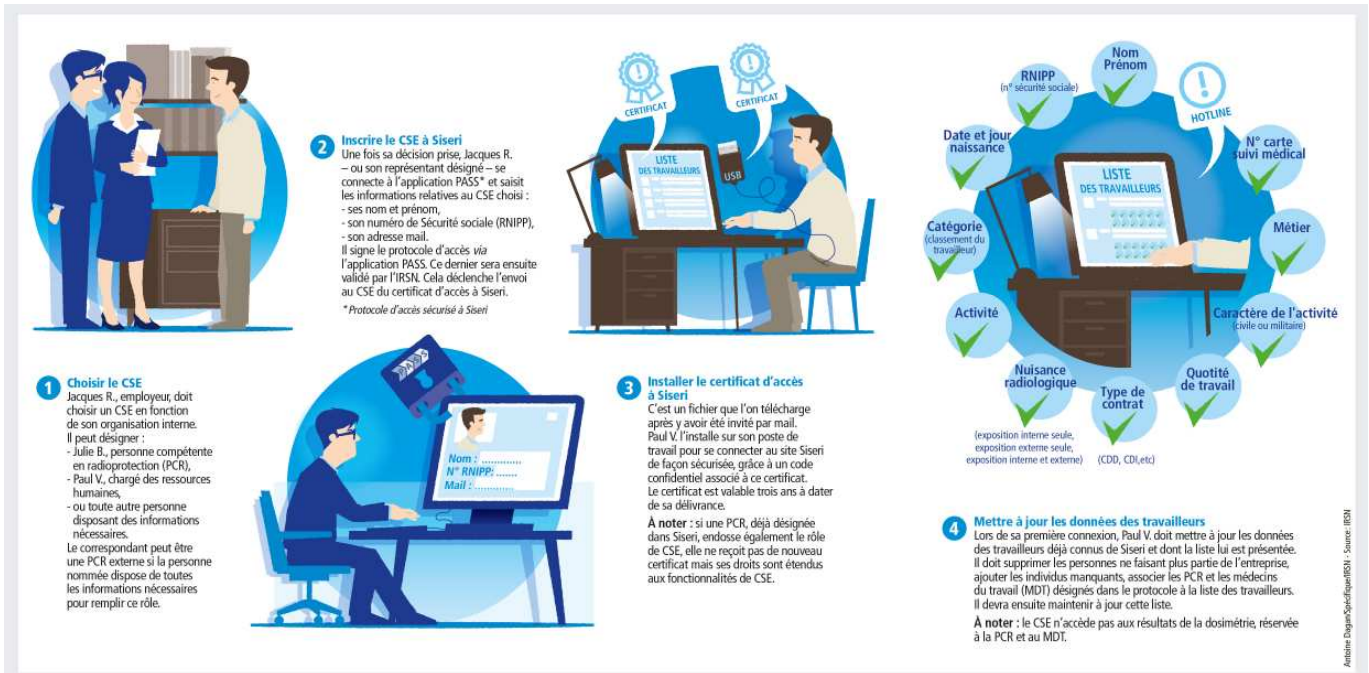 1
Choisir le CSE
Jacques R., employeur, doit
choisir un CSE en fonction
de son organisation interne.
Il peut désigner :
- Julie B., personne compétente
en radioprotection (PCR),
- Paul V., chargé des ressources
humaines,
- ou toute autre personne
disposant des informations
nécessaires.
Le correspondant peut être
une PCR externe si la personne
nommée dispose de toutes
les informations nécessaires
pour remplir ce rôle.
2
Inscrire le CSE à Siseri
Une fois sa décision prise, Jacques R.
– ou son représentant désigné – se
connecte à l'application PASS* et saisit
les informations relatives au CSE choisi :
- ses nom et prénom,
- son numéro de Sécurité sociale (RNIPP),
- son adresse mail.
Il signe le protocole d'accès via
l'application PASS. Ce dernier sera ensuite
validé par l'IRSN. Cela déclenche l'envoi
au CSE du certificat d'accès à Siseri.
* Protocole d'accès sécurisé à Siseri
PASS
Nom : .............
N° RNIPP: .......
Mail : .............
CERTIFICAT
CERTIFICAT
LISTE
DES TRAVAILLEURS
USB
3
Installer le certificat d'accès
à Siseri
C'est un fichier que l'on télécharge
après y avoir été invité par mail.
Paul V. l'installe sur son poste de
travail pour se connecter au site Siseri
de façon sécurisée, grâce à un code
confidentiel associé à ce certificat.
Le certificat est valable trois ans à dater
de sa délivrance.
À noter : si une PCR, déjà désignée
dans Siseri, endosse également le rôle
de CSE, elle ne reçoit pas de nouveau
certificat mais ses droits sont étendus
aux fonctionnalités de CSE.
Nom
Prénom
RNIPP
(n° sécurité sociale)
HOTLINE
Date et jour
naissance
N° carte
suivi médical
LISTE
DES TRAVAILLEURS
Catégorie
(classement du
travailleur)
Métier
Activité
Caractère de l'activité
(civile ou militaire)
Nuisance
radiologique
(exposition interne seule,
exposition externe seule,
exposition interne et externe)
Type de
contrat
(CDD, CDI,etc)
Quotité
de travail
4
Mettre à jour les données des travailleurs
Lors de sa première connexion, Paul V. doit mettre à jour les données
des travailleurs déjà connus de Siseri et dont la liste lui est présentée.
Il doit supprimer les personnes ne faisant plus partie de l'entreprise,
ajouter les individus manquants, associer les PCR et les médecins
du travail (MDT) désignés dans le protocole à la liste des travailleurs.
Il devra ensuite maintenir à jour cette liste.
À noter : le CSE n'accède pas aux résultats de la dosimétrie, réservée
à la PCR et au MDT.
Antoine Dagan/Spécifique/IRSN - Source: IRSN